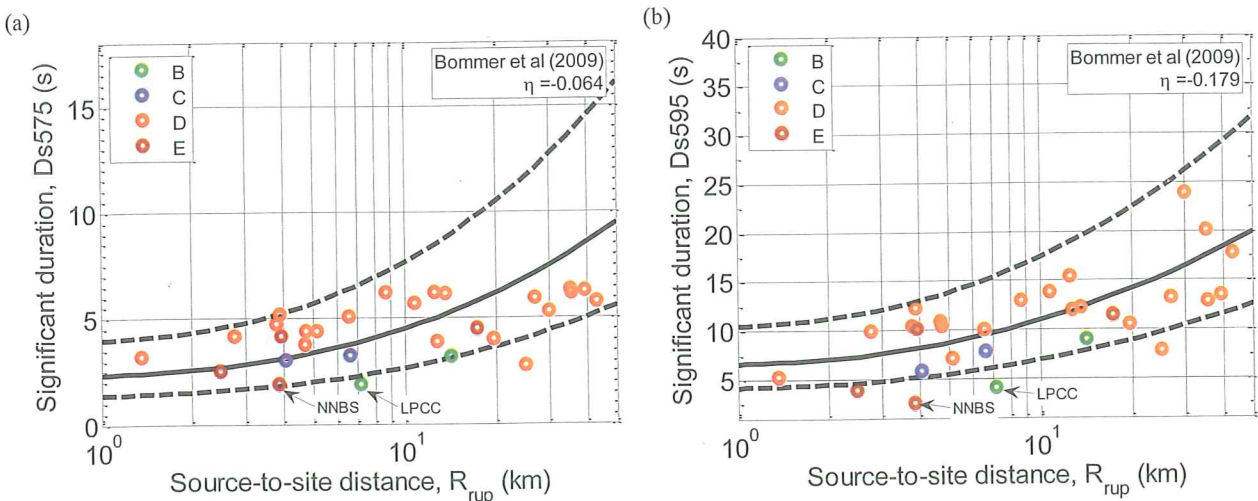 (a)
Significant duration, Ds575 (s)
15
10
5
0
B
C
D
E
Bommer et al (2009)
η =-0.064
NNBS
LPCC
10^0
10^1
Source-to-site distance, R_rup (km)
(b)
Significant duration, Ds595 (s)
40
35
30
25
20
15
10
5
B
C
D
E
Bommer et al (2009)
η =-0.179
NNBS
LPCC
10^0
10^1
Source-to-site distance, R_rup (km)